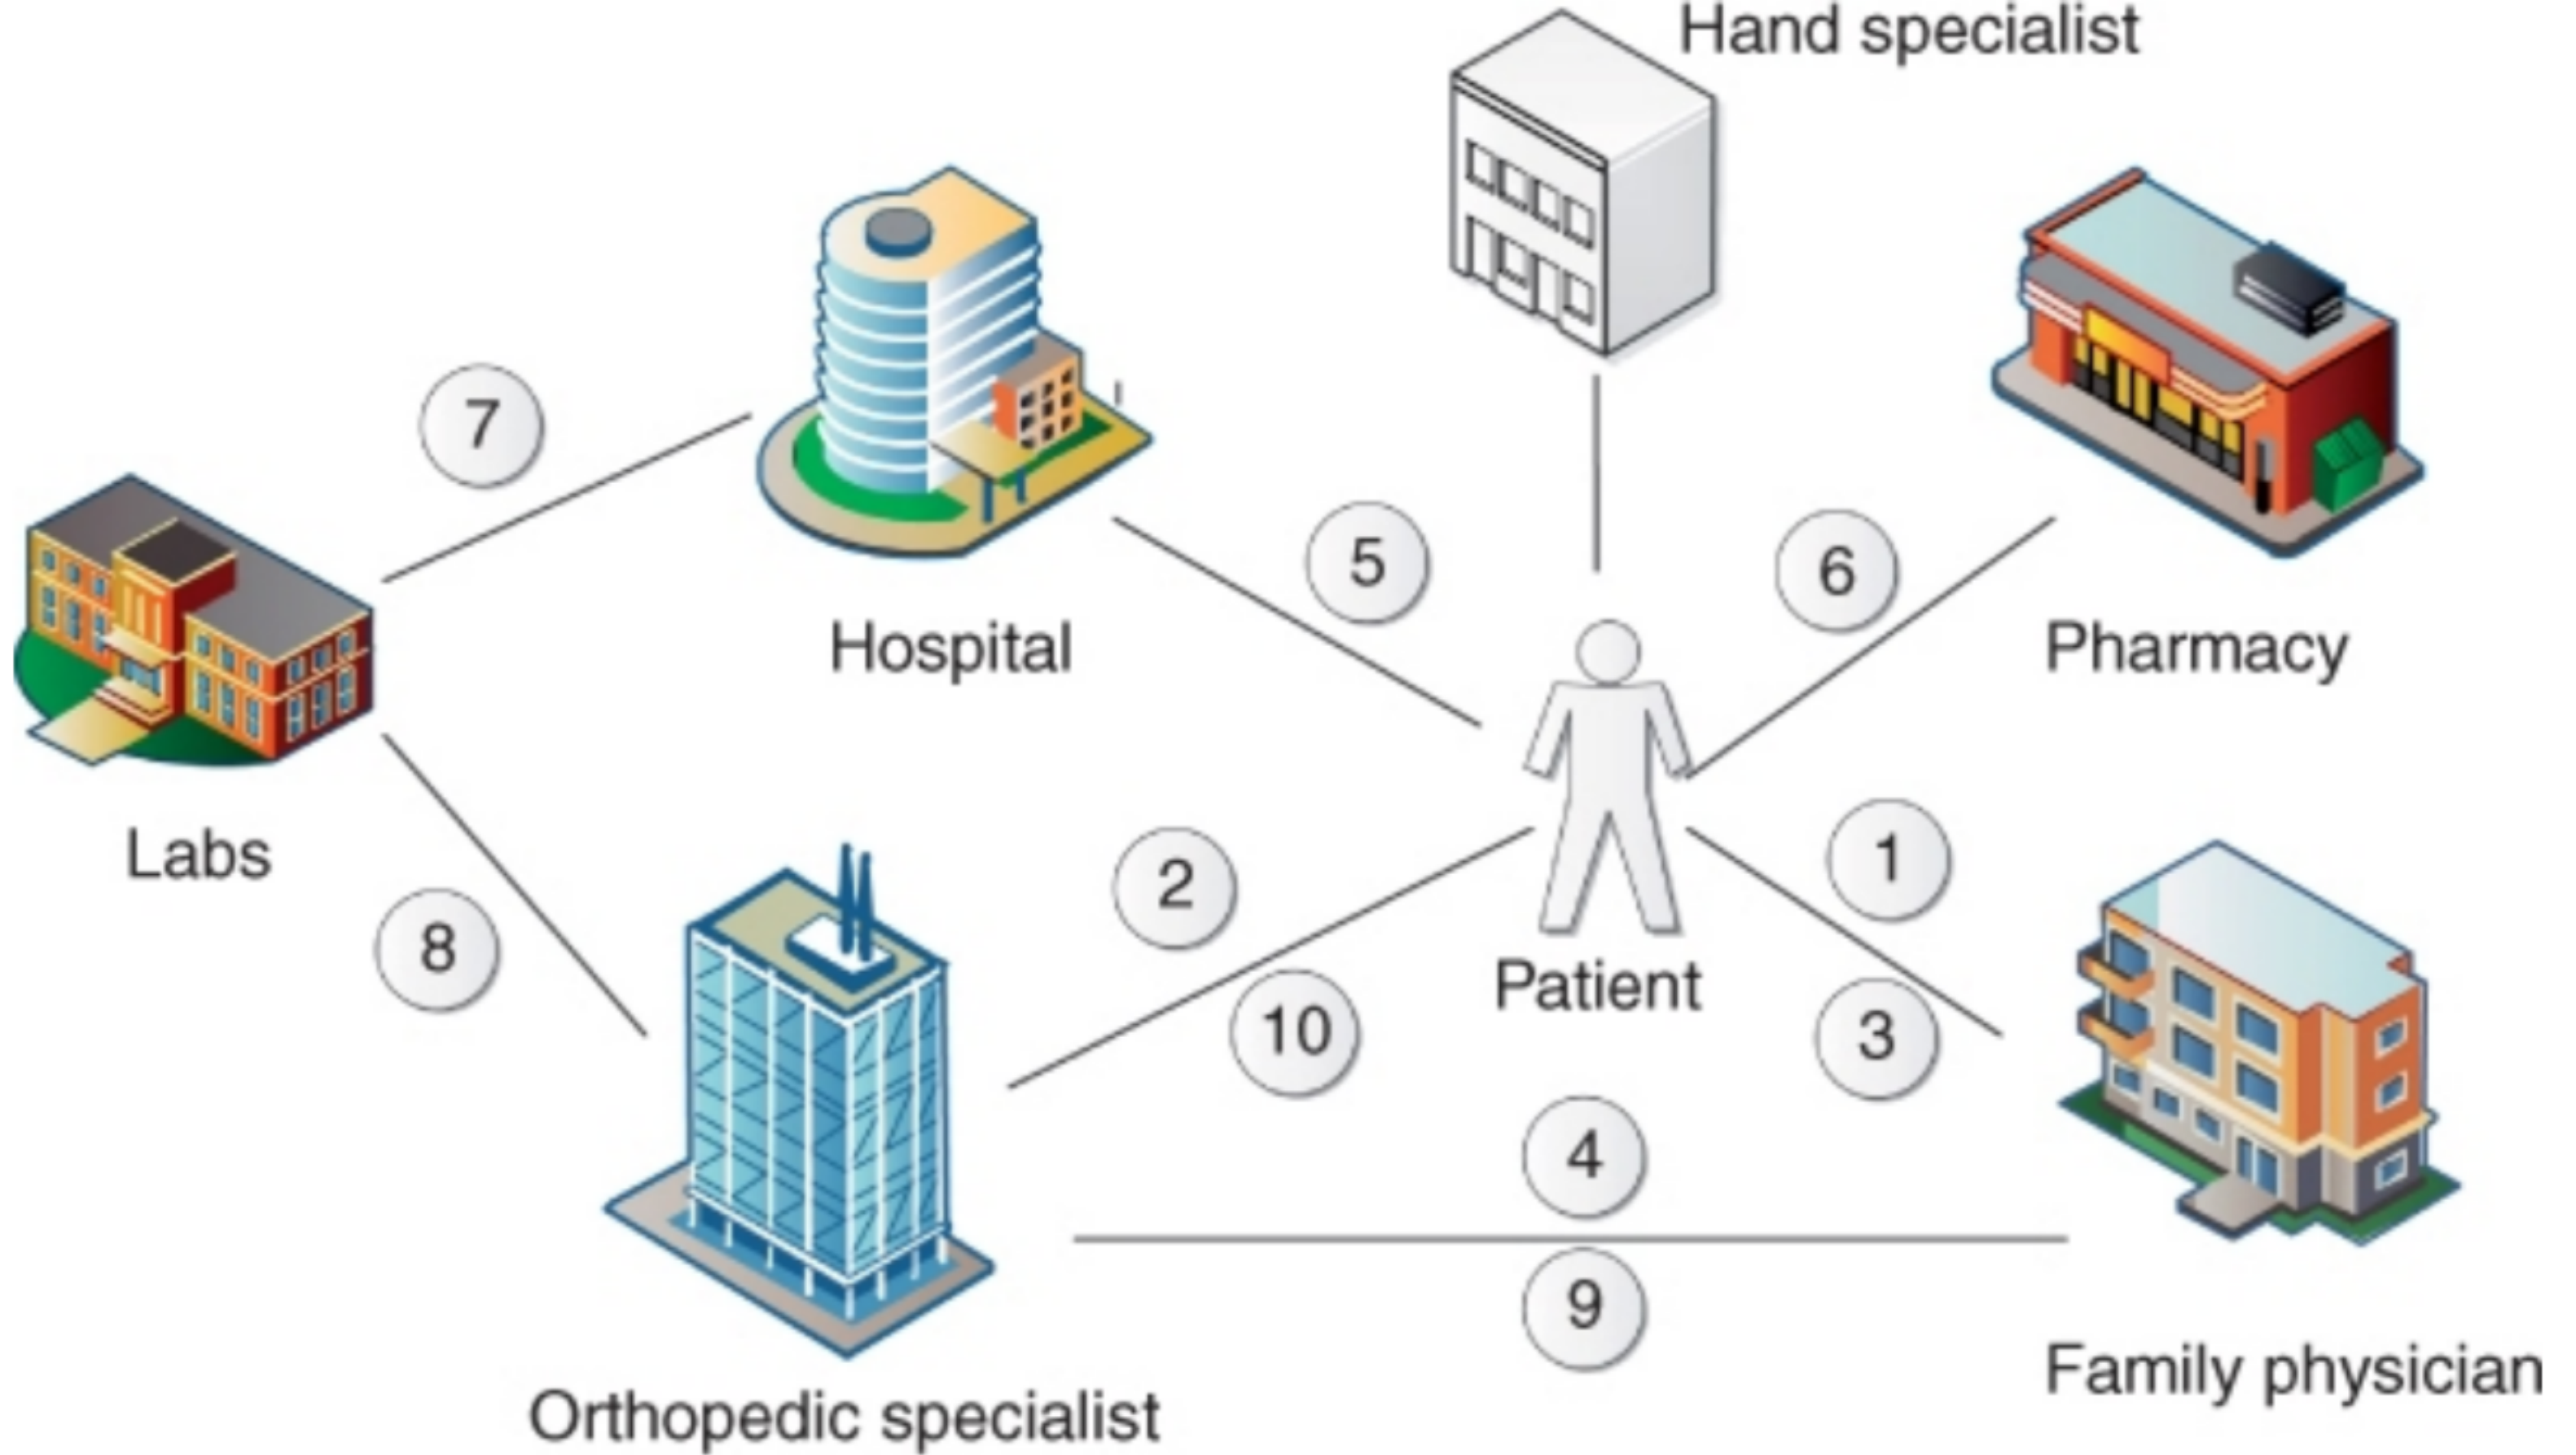 Hand specialist
7
5
6
Hospital
Pharmacy
Labs
2
1
8
Patient
10
3
4
9
Family physician
Orthopedic specialist